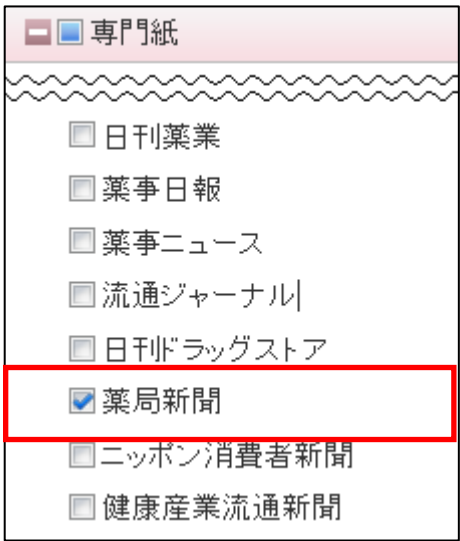 専門紙
日刊薬業
薬事日報
薬事ニュース
流通ジャーナル
日刊ドラッグストア
薬局新聞
ニッポン消費者新聞
健康産業流通新聞